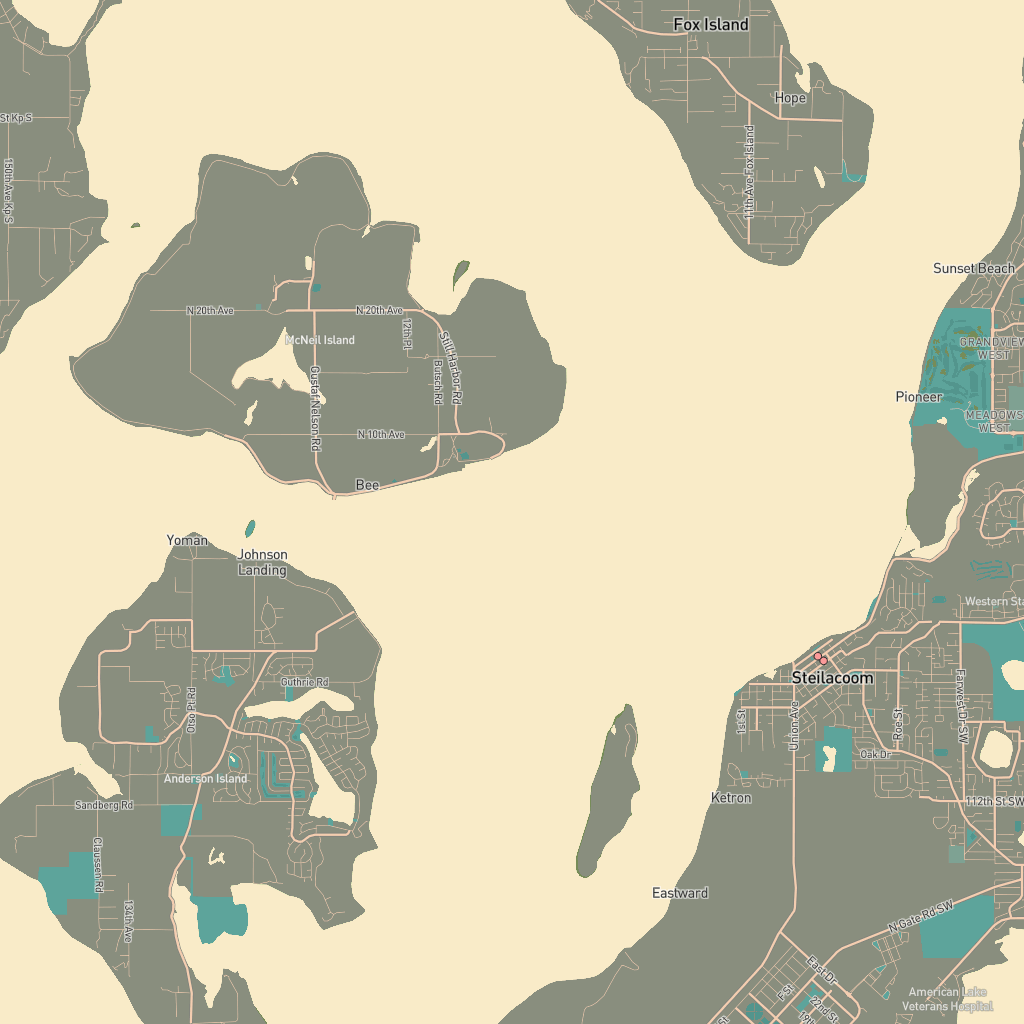 Fox Island
Hope
St Kp S
150th Ave Kp S
11th Ave Fox Island
Sunset Beach
N 20th Ave
N 20th Ave
McNeil Island
12th Pl
Still Harbor Rd
Butsch Rd
Gustaf Nelson Rd
GRANDVIEW
WEST
Pioneer
MEADOWS
WEST
N 10th Ave
Bee
Yoman
Johnson
Landing
Western Sta
Steilacoom
Guthrie Rd
Otso Pt Rd
1st St
Union Ave
Roe St
Farwest Dr SW
Oak Dr
Anderson Island
Sandberg Rd
Ketron
112th St SW
Claussen Rd
134th Ave
Eastward
N Gate Rd SW
East Dr
F St
22nd St
19th
St
American Lake
Veterans Hospital